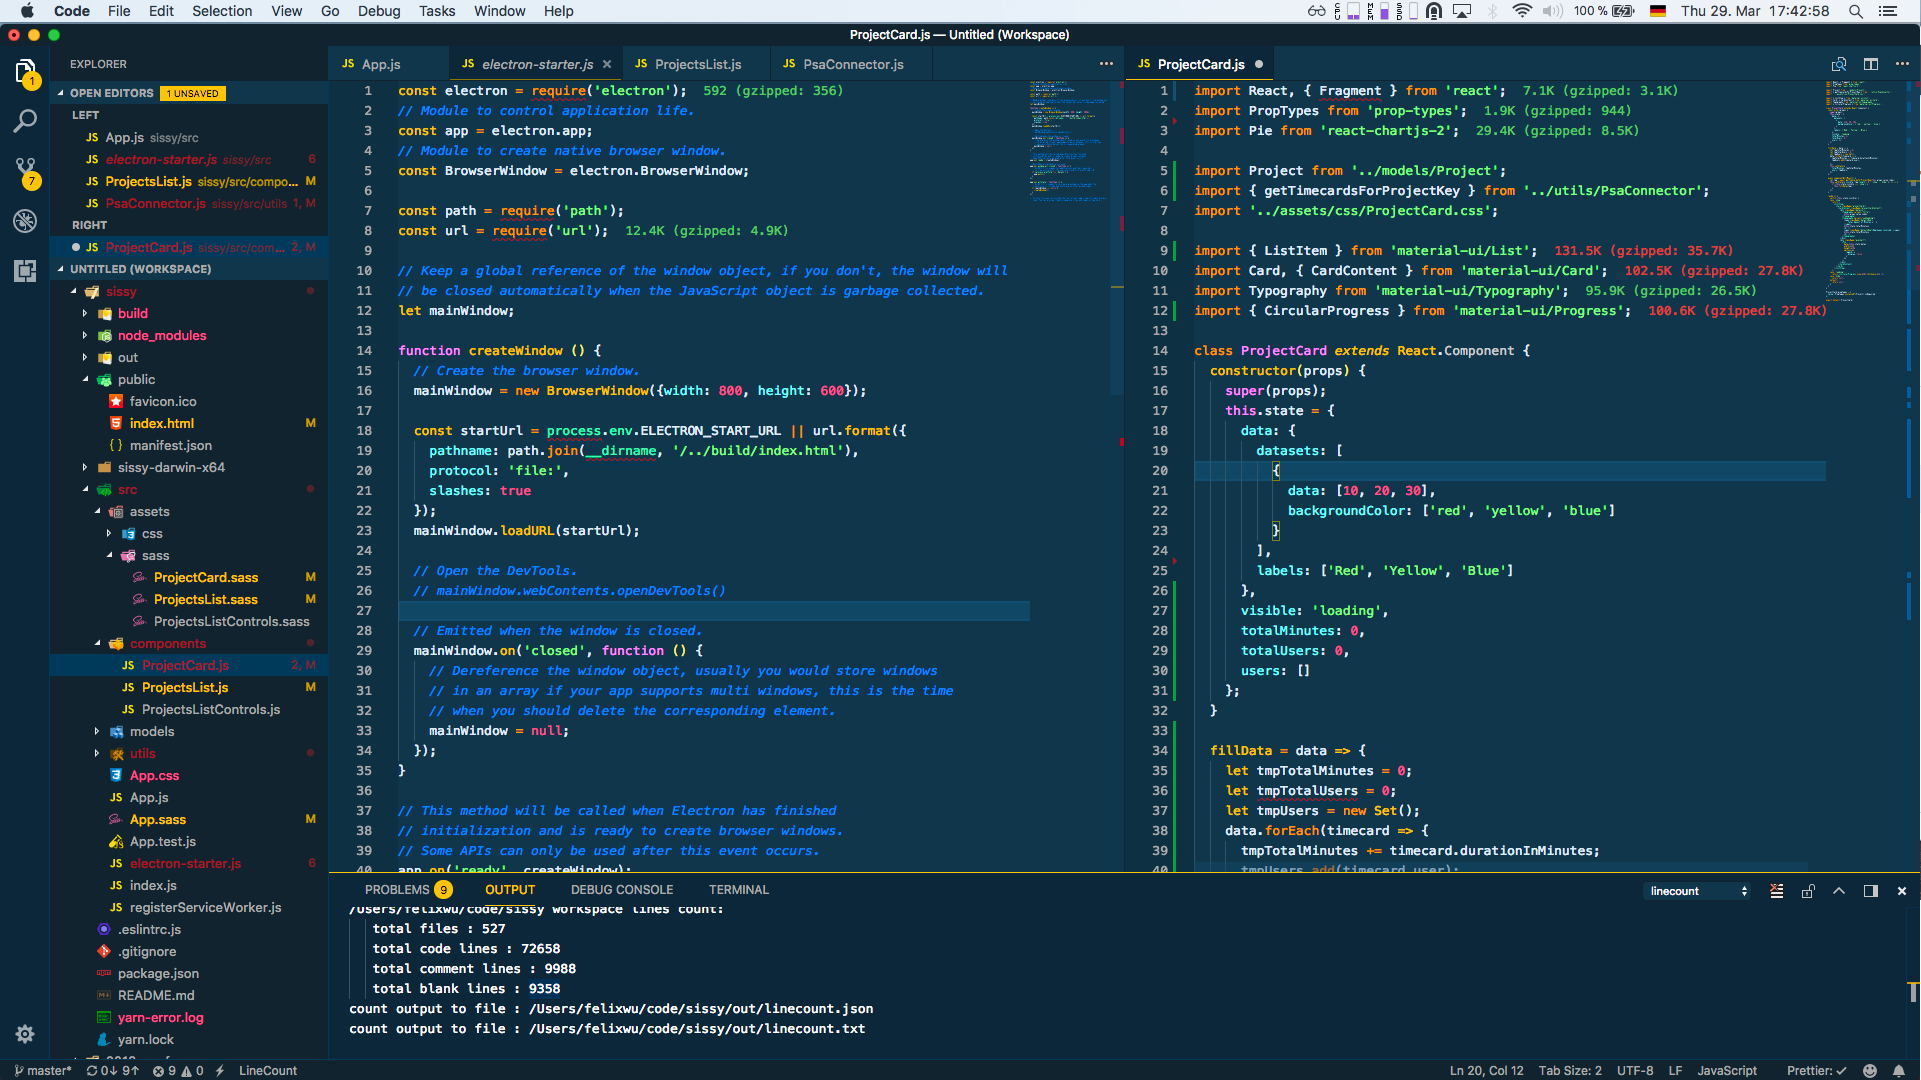 Code File Edit Selection View Go Debug Tasks Window Help
CPU MEM SSD 100 % Thu 29. Mar 17:42:58
ProjectCard.js — Untitled (Workspace)
EXPLORER
1
7
OPEN EDITORS 1 UNSAVED
LEFT
JS App.js sissy/src
JS electron-starter.js sissy/src 6
JS ProjectsList.js sissy/src/compo... M
JS PsaConnector.js sissy/src/utils 1, M
RIGHT
JS ProjectCard.js sissy/src/com... 2, M
UNTITLED (WORKSPACE)
sissy
build
node_modules
out
public
favicon.ico
index.html M
manifest.json
sissy-darwin-x64
src
assets
css
sass
ProjectCard.sass M
ProjectsList.sass M
ProjectsListControls.sass
components
JS ProjectCard.js 2, M
JS ProjectsList.js M
JS ProjectsListControls.js
models
utils
App.css
JS App.js
App.sass M
App.test.js
JS electron-starter.js 6
JS index.js
JS registerServiceWorker.js
.eslintrc.js
.gitignore
package.json
README.md
yarn-error.log
yarn.lock
JS App.js JS electron-starter.js JS ProjectsList.js JS PsaConnector.js
1 const electron = require('electron'); 592 (gzipped: 356)
2 // Module to control application life.
3 const app = electron.app;
4 // Module to create native browser window.
5 const BrowserWindow = electron.BrowserWindow;
6
7 const path = require('path');
8 const url = require('url'); 12.4K (gzipped: 4.9K)
9
10 // Keep a global reference of the window object, if you don't, the window will
11 // be closed automatically when the JavaScript object is garbage collected.
12 let mainWindow;
13
14 function createWindow () {
15 // Create the browser window.
16 mainWindow = new BrowserWindow({width: 800, height: 600});
17
18 const startUrl = process.env.ELECTRON_START_URL || url.format({
19 pathname: path.join(__dirname, '/../build/index.html'),
20 protocol: 'file:',
21 slashes: true
22 });
23 mainWindow.loadURL(startUrl);
24
25 // Open the DevTools.
26 // mainWindow.webContents.openDevTools()
27
28 // Emitted when the window is closed.
29 mainWindow.on('closed', function () {
30 // Dereference the window object, usually you would store windows
31 // in an array if your app supports multi windows, this is the time
32 // when you should delete the corresponding element.
33 mainWindow = null;
34 });
35 }
36
37 // This method will be called when Electron has finished
38 // initialization and is ready to create browser windows.
39 // Some APIs can only be used after this event occurs.
40 app.on('ready', createWindow);
JS ProjectCard.js
1 import React, { Fragment } from 'react'; 7.1K (gzipped: 3.1K)
2 import PropTypes from 'prop-types'; 1.9K (gzipped: 944)
3 import Pie from 'react-chartjs-2'; 29.4K (gzipped: 8.5K)
4
5 import Project from '../models/Project';
6 import { getTimecardsForProjectKey } from '../utils/PsaConnector';
7 import '../assets/css/ProjectCard.css';
8
9 import { ListItem } from 'material-ui/List'; 131.5K (gzipped: 35.7K)
10 import Card, { CardContent } from 'material-ui/Card'; 102.5K (gzipped: 27.8K)
11 import Typography from 'material-ui/Typography'; 95.9K (gzipped: 26.5K)
12 import { CircularProgress } from 'material-ui/Progress'; 100.6K (gzipped: 27.8K)
13
14 class ProjectCard extends React.Component {
15 constructor(props) {
16 super(props);
17 this.state = {
18 data: {
19 datasets: [
20 {
21 data: [10, 20, 30],
22 backgroundColor: ['red', 'yellow', 'blue']
23 }
24 ],
25 labels: ['Red', 'Yellow', 'Blue']
26 },
27 visible: 'loading',
28 totalMinutes: 0,
29 totalUsers: 0,
30 users: []
31 };
32 }
33
34 fillData = data => {
35 let tmpTotalMinutes = 0;
36 let tmpTotalUsers = 0;
37 let tmpUsers = new Set();
38 data.forEach(timecard => {
39 tmpTotalMinutes += timecard.durationInMinutes;
40 tmpUsers.add(timecard.user);
PROBLEMS 9 OUTPUT DEBUG CONSOLE TERMINAL linecount
/Users/felixwu/code/sissy workspace lines count:
total files : 527
total code lines : 72658
total comment lines : 9988
total blank lines : 9358
count output to file : /Users/felixwu/code/sissy/out/linecount.json
count output to file : /Users/felixwu/code/sissy/out/linecount.txt
master* 0↓ 9↑ 9 0 LineCount Ln 20, Col 12 Tab Size: 2 UTF-8 LF JavaScript Prettier: ✓